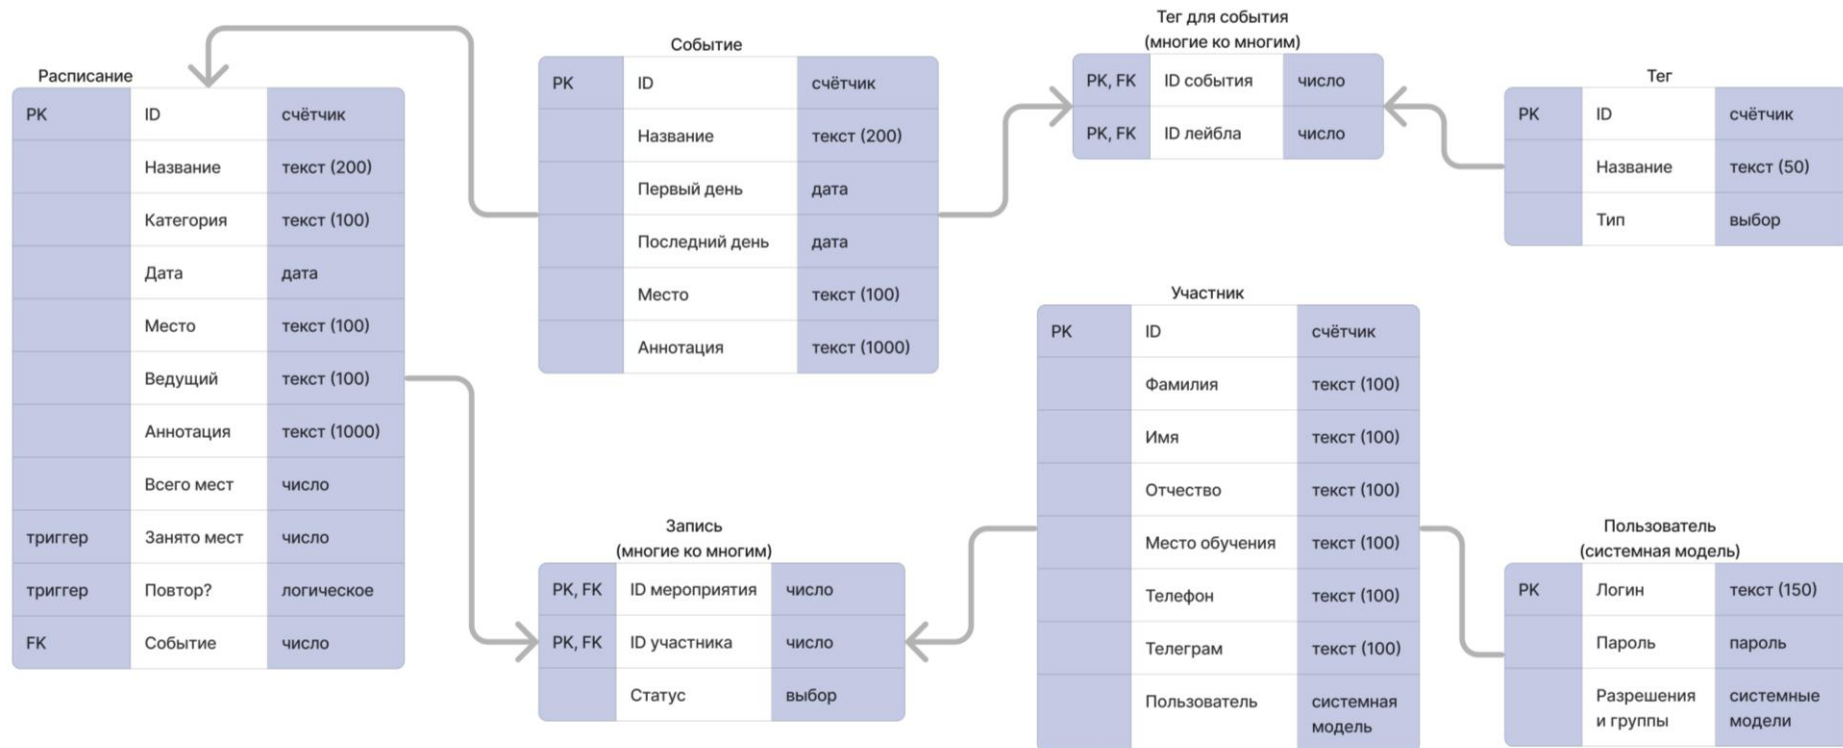 Расписание
PK ID счётчик
Название текст (200)
Категория текст (100)
Дата дата
Место текст (100)
Ведущий текст (100)
Аннотация текст (1000)
Всего мест число
триггер Занято мест число
триггер Повтор? логическое
FK Событие число
Событие
PK ID счётчик
Название текст (200)
Первый день дата
Последний день дата
Место текст (100)
Аннотация текст (1000)
Тег для события
(многие ко многим)
PK, FK ID события число
PK, FK ID лейбла число
Тег
PK ID счётчик
Название текст (50)
Тип выбор
Запись
(многие ко многим)
PK, FK ID мероприятия число
PK, FK ID участника число
Статус выбор
Участник
PK ID счётчик
Фамилия текст (100)
Имя текст (100)
Отчество текст (100)
Место обучения текст (100)
Телефон текст (100)
Телеграм текст (100)
Пользователь системная
модель
Пользователь
(системная модель)
PK Логин текст (150)
Пароль пароль
Разрешения системные
и группы модели